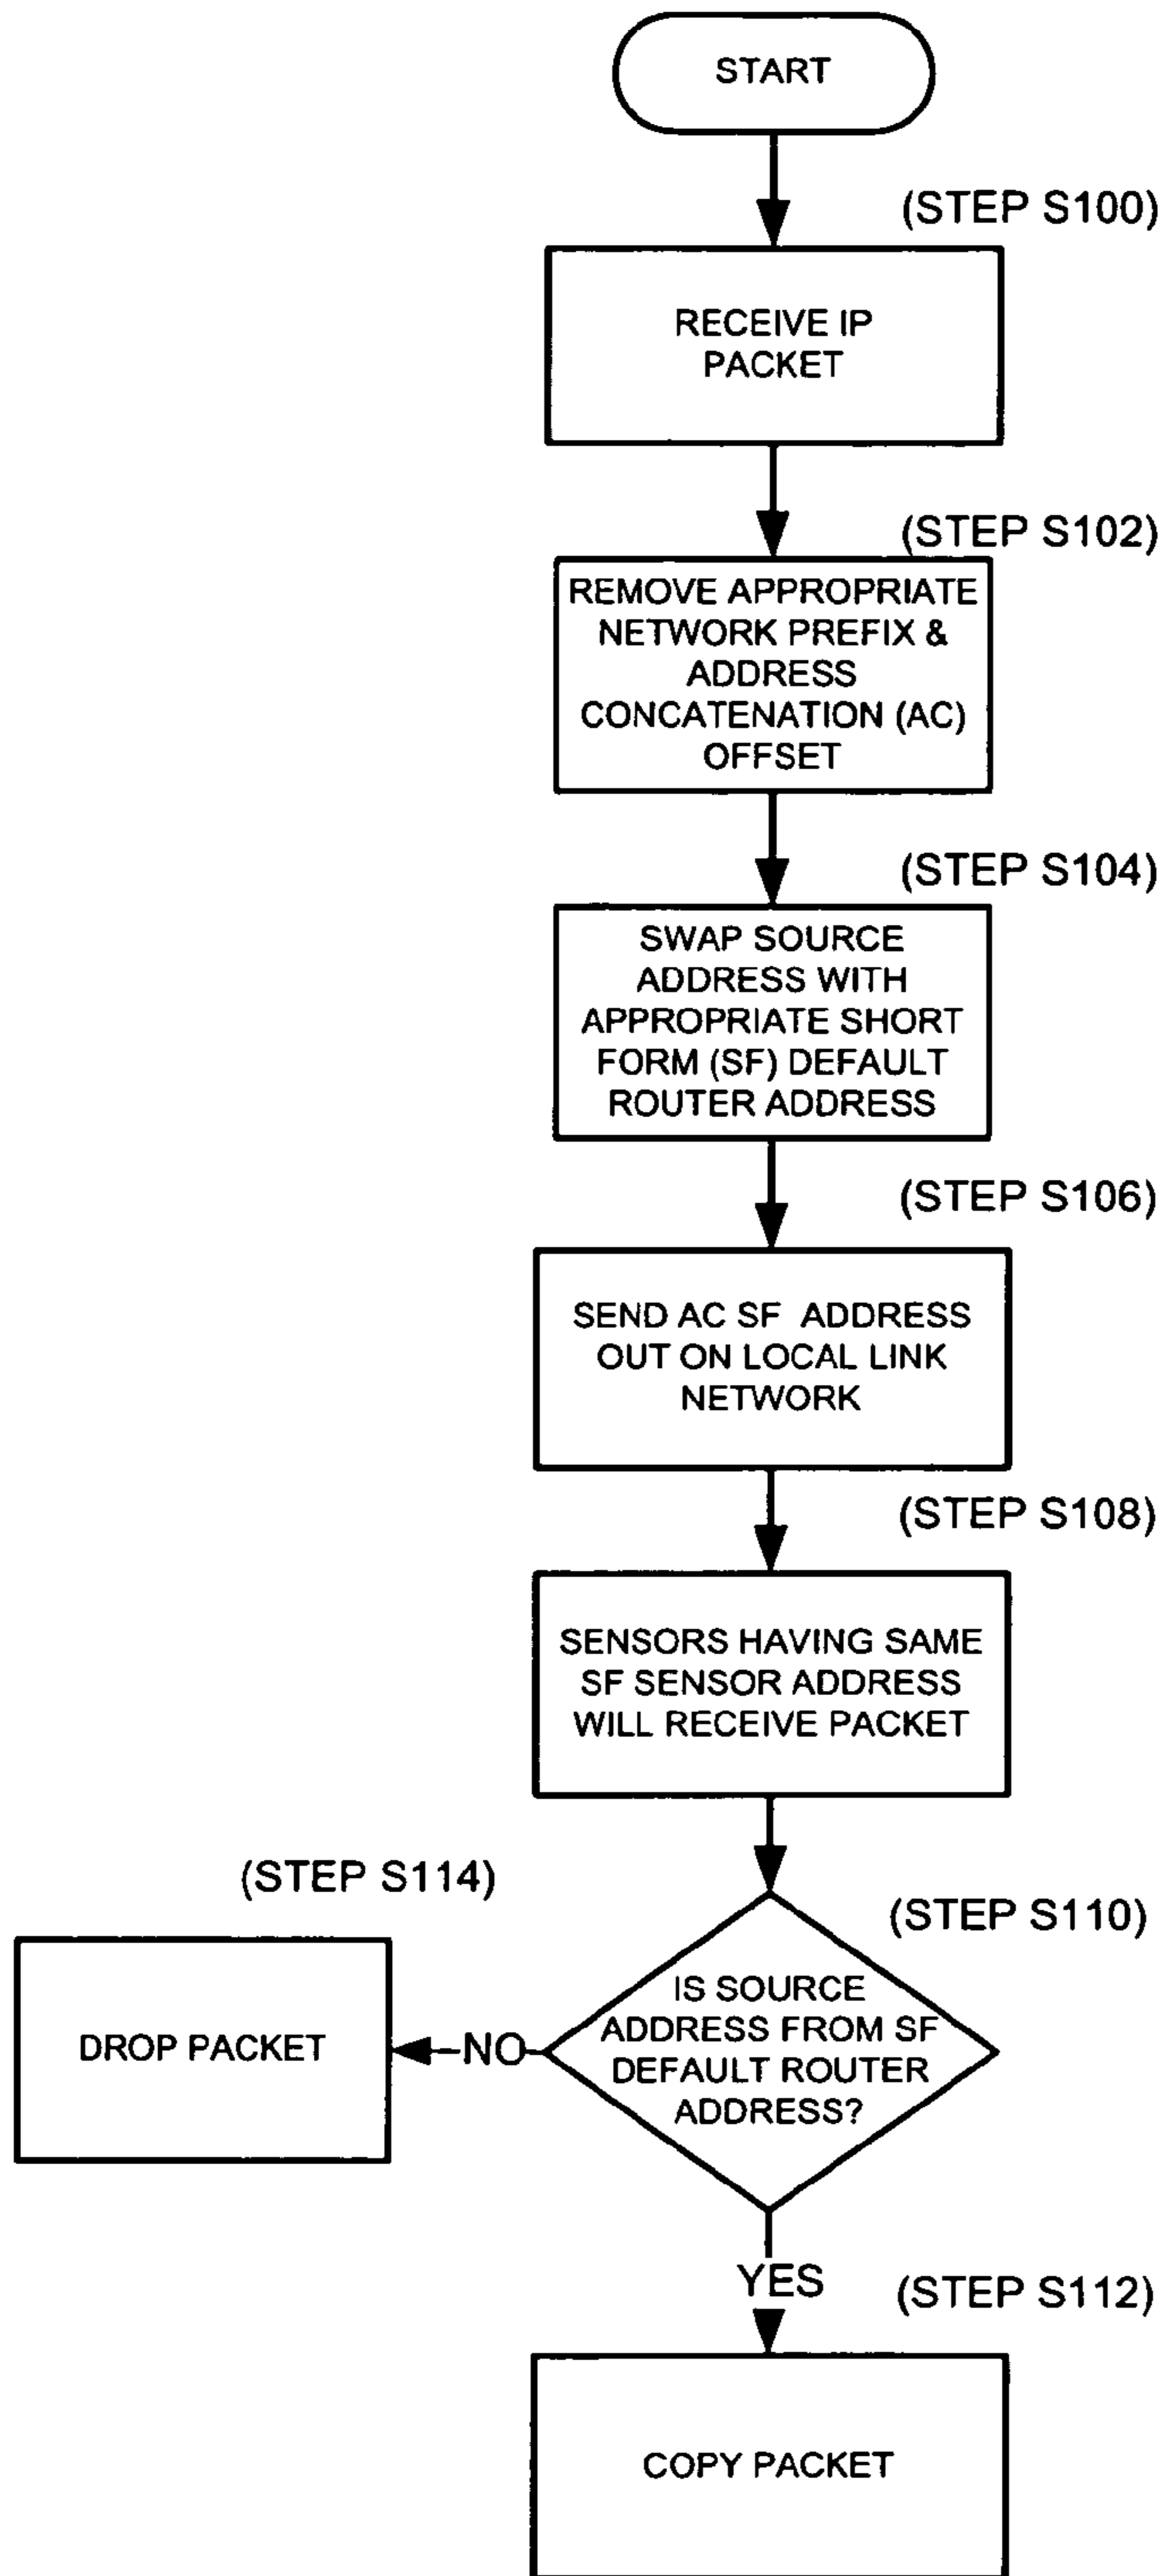 START
(STEP S100)
RECEIVE IP
PACKET
(STEP S102)
REMOVE APPROPRIATE
NETWORK PREFIX &
ADDRESS
CONCATENATION (AC)
OFFSET
(STEP S104)
SWAP SOURCE
ADDRESS WITH
APPROPRIATE SHORT
FORM (SF) DEFAULT
ROUTER ADDRESS
(STEP S106)
SEND AC SF ADDRESS
OUT ON LOCAL LINK
NETWORK
(STEP S108)
SENSORS HAVING SAME
SF SENSOR ADDRESS
WILL RECEIVE PACKET
(STEP S114)
(STEP S110)
IS SOURCE
ADDRESS FROM SF
DEFAULT ROUTER
ADDRESS?
DROP PACKET
NO
YES
(STEP S112)
COPY PACKET